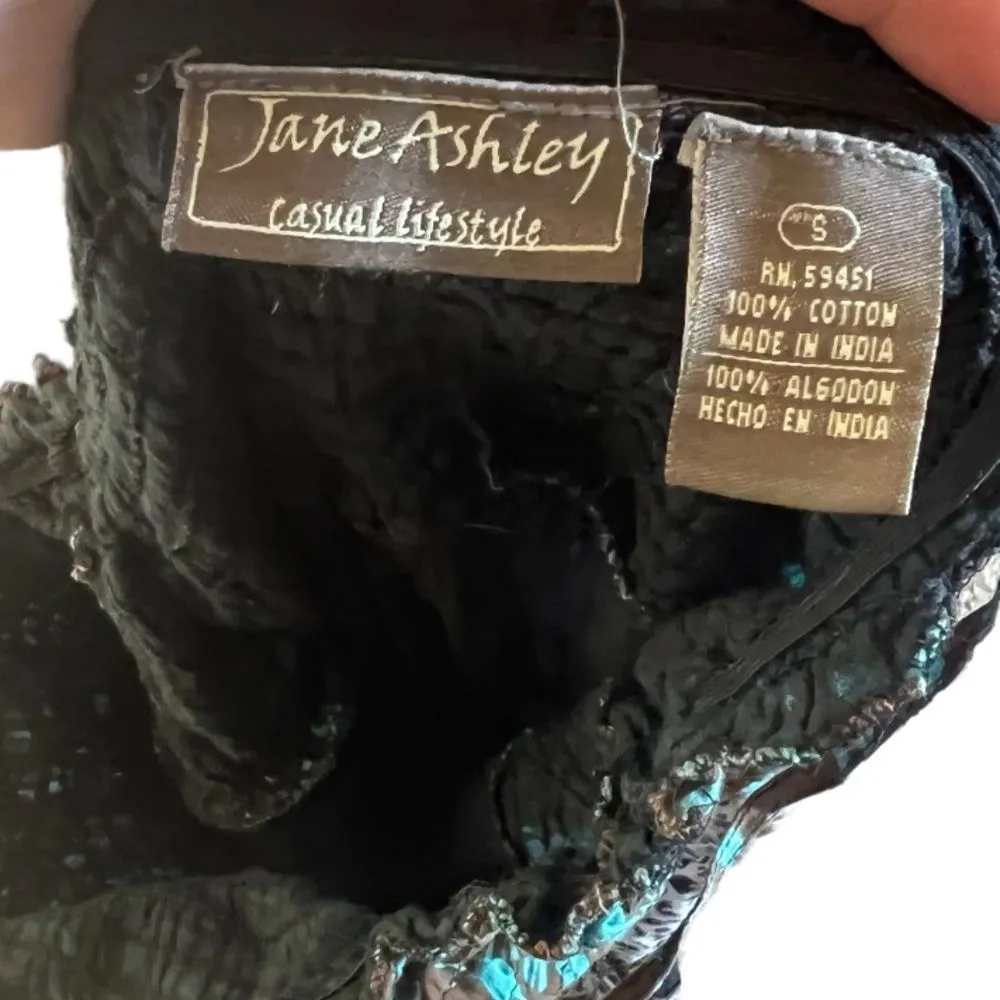 Jane Ashley
casual lifestyle
S
RN. 59451
100% COTTON
MADE IN INDIA
100% ALGODON
HECHO EN INDIA